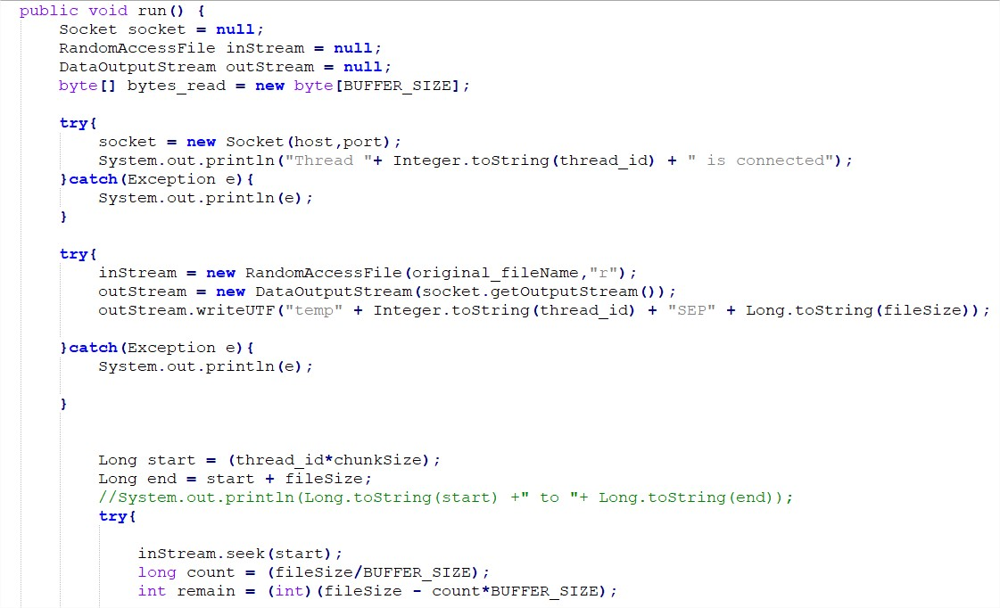 public void run() {
    Socket socket = null;
    RandomAccessFile inStream = null;
    DataOutputStream outStream = null;
    byte[] bytes_read = new byte[BUFFER_SIZE];

    try{
        socket = new Socket(host,port);
        System.out.println("Thread "+ Integer.toString(thread_id) + " is connected");
    }catch(Exception e){
        System.out.println(e);
    }

    try{
        inStream = new RandomAccessFile(original_fileName,"r");
        outStream = new DataOutputStream(socket.getOutputStream());
        outStream.writeUTF("temp" + Integer.toString(thread_id) + "SEP" + Long.toString(fileSize));

    }catch(Exception e){
        System.out.println(e);

    }


        Long start = (thread_id*chunkSize);
        Long end = start + fileSize;
        //System.out.println(Long.toString(start) +" to "+ Long.toString(end));
        try{

            inStream.seek(start);
            long count = (fileSize/BUFFER_SIZE);
            int remain = (int)(fileSize - count*BUFFER_SIZE);